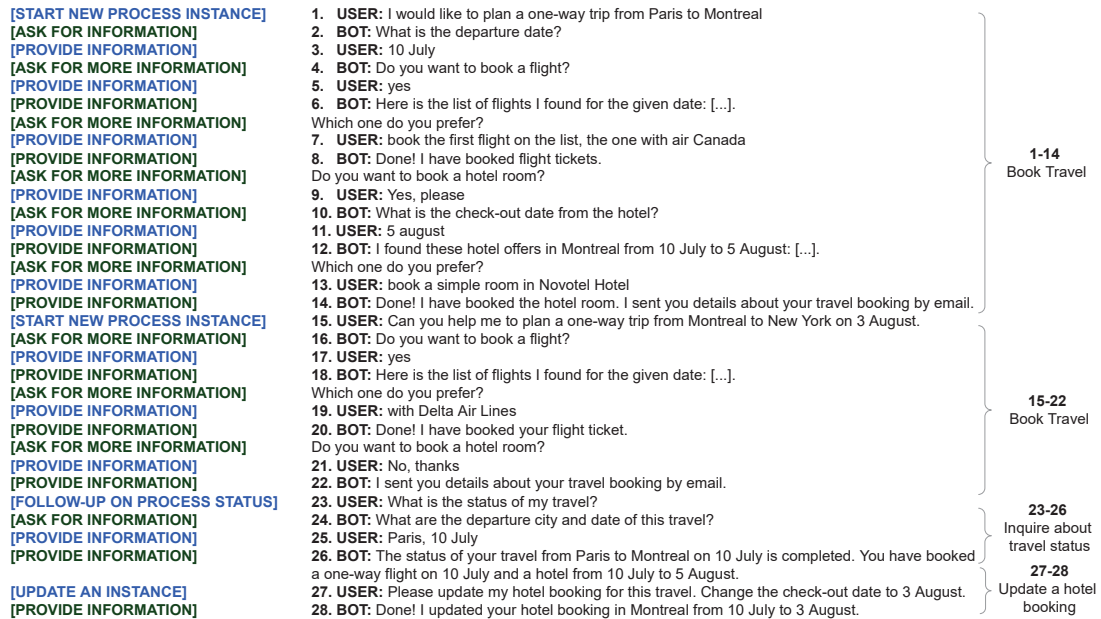 [START NEW PROCESS INSTANCE] 1. USER: I would like to plan a one-way trip from Paris to Montreal
[ASK FOR INFORMATION] 2. BOT: What is the departure date?
[PROVIDE INFORMATION] 3. USER: 10 July
[ASK FOR MORE INFORMATION] 4. BOT: Do you want to book a flight?
[PROVIDE INFORMATION] 5. USER: yes
[PROVIDE INFORMATION] 6. BOT: Here is the list of flights I found for the given date: [...].
[ASK FOR MORE INFORMATION] Which one do you prefer?
[PROVIDE INFORMATION] 7. USER: book the first flight on the list, the one with air Canada
[PROVIDE INFORMATION] 8. BOT: Done! I have booked flight tickets.
[ASK FOR MORE INFORMATION] Do you want to book a hotel room?
[PROVIDE INFORMATION] 9. USER: Yes, please
[ASK FOR MORE INFORMATION] 10. BOT: What is the check-out date from the hotel?
[PROVIDE INFORMATION] 11. USER: 5 august
[PROVIDE INFORMATION] 12. BOT: I found these hotel offers in Montreal from 10 July to 5 August: [...].
[ASK FOR MORE INFORMATION] Which one do you prefer?
[PROVIDE INFORMATION] 13. USER: book a simple room in Novotel Hotel
[PROVIDE INFORMATION] 14. BOT: Done! I have booked the hotel room. I sent you details about your travel booking by email.
1-14
Book Travel
[START NEW PROCESS INSTANCE] 15. USER: Can you help me to plan a one-way trip from Montreal to New York on 3 August.
[ASK FOR MORE INFORMATION] 16. BOT: Do you want to book a flight?
[PROVIDE INFORMATION] 17. USER: yes
[PROVIDE INFORMATION] 18. BOT: Here is the list of flights I found for the given date: [...].
[ASK FOR MORE INFORMATION] Which one do you prefer?
[PROVIDE INFORMATION] 19. USER: with Delta Air Lines
[PROVIDE INFORMATION] 20. BOT: Done! I have booked your flight ticket.
[ASK FOR MORE INFORMATION] Do you want to book a hotel room?
[PROVIDE INFORMATION] 21. USER: No, thanks
[PROVIDE INFORMATION] 22. BOT: I sent you details about your travel booking by email.
15-22
Book Travel
[FOLLOW-UP ON PROCESS STATUS] 23. USER: What is the status of my travel?
[ASK FOR INFORMATION] 24. BOT: What are the departure city and date of this travel?
[PROVIDE INFORMATION] 25. USER: Paris, 10 July
[PROVIDE INFORMATION] 26. BOT: The status of your travel from Paris to Montreal on 10 July is completed. You have booked
a one-way flight on 10 July and a hotel from 10 July to 5 August.
23-26
Inquire about
travel status
[UPDATE AN INSTANCE] 27. USER: Please update my hotel booking for this travel. Change the check-out date to 3 August.
[PROVIDE INFORMATION] 28. BOT: Done! I updated your hotel booking in Montreal from 10 July to 3 August.
27-28
Update a hotel
booking